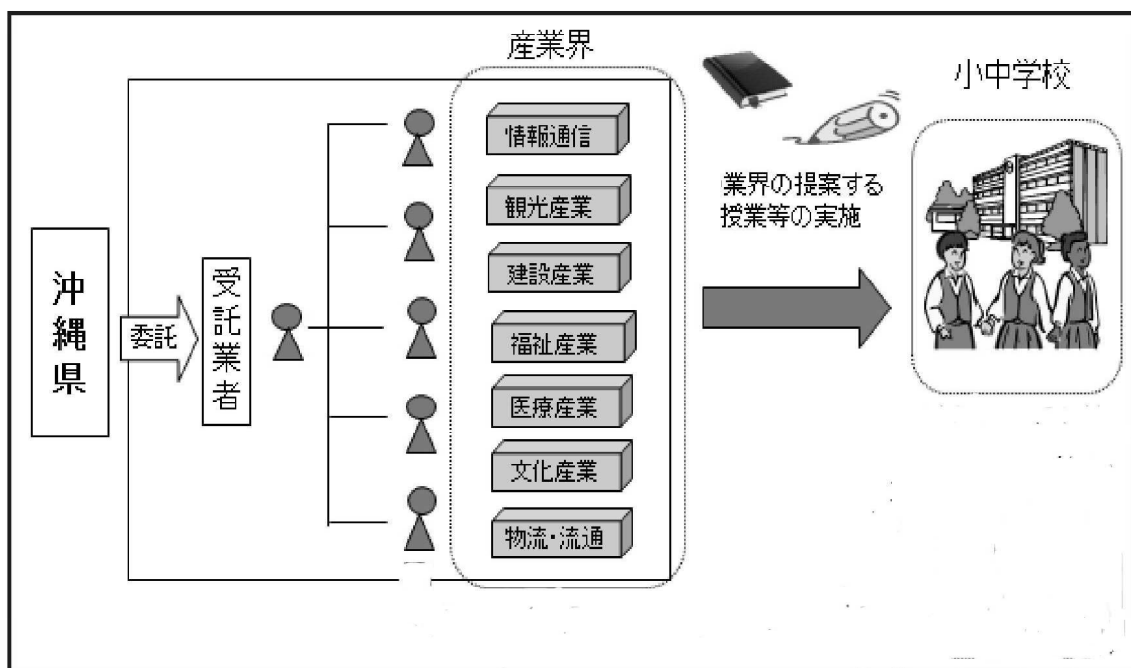 産業界
小中学校
沖縄県
委託
受託業者
情報通信
観光産業
建設産業
福祉産業
医療産業
文化産業
物流・流通
業界の提案する
授業等の実施